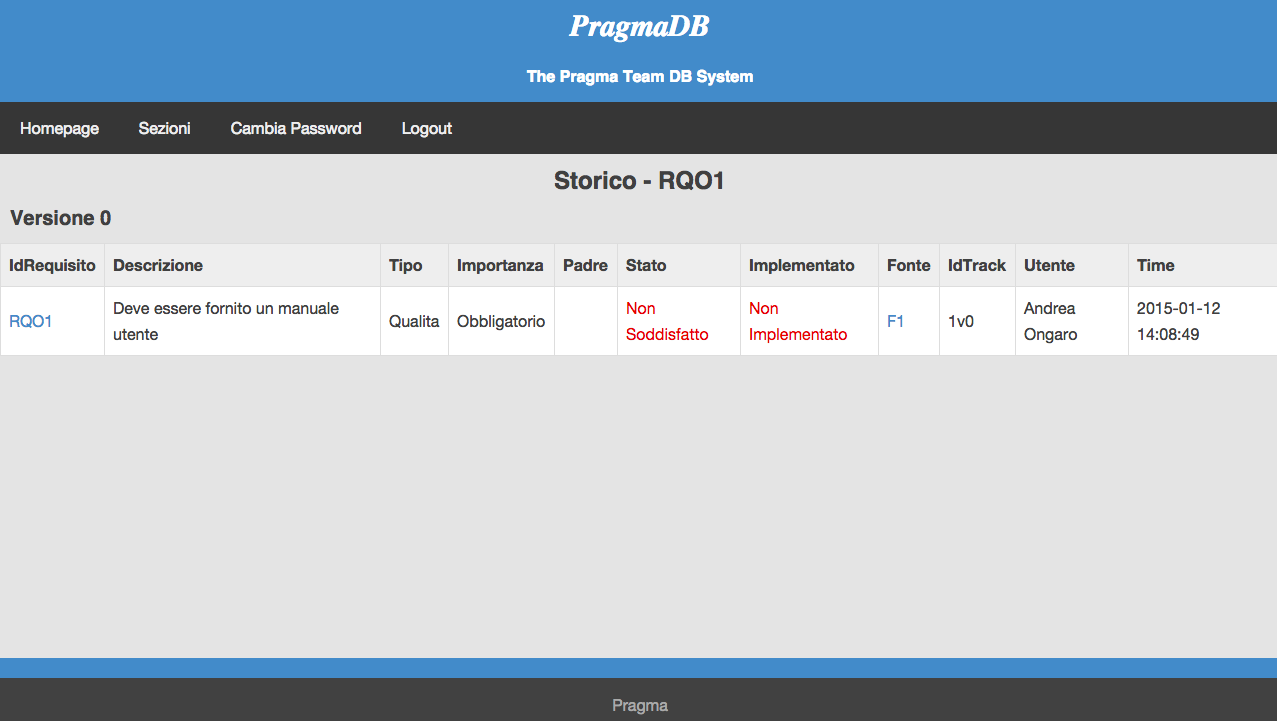 PragmaDB
The Pragma Team DB System
Homepage Sezioni Cambia Password Logout
Storico - RQO1
Versione 0
IdRequisito Descrizione Tipo Importanza Padre Stato Implementato Fonte IdTrack Utente Time
RQO1 Deve essere fornito un manuale utente Qualita Obbligatorio Non Soddisfatto Non Implementato F1 1v0 Andrea Ongaro 2015-01-12 14:08:49
Pragma